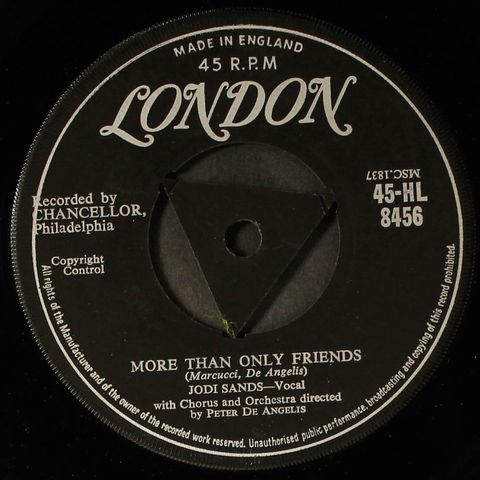 MADE IN ENGLAND
45 R.P.M
LONDON
MSC.1837
45-HL
8456
Recorded by
CHANCELLOR,
Philadelphia
Copyright
Control
MORE THAN ONLY FRIENDS
(Marcucci, De Angelis)
JODI SANDS—Vocal
with Chorus and Orchestra directed
by PETER DE ANGELIS
All rights of the Manufacturer and of the owner of the recorded work reserved. Unauthorised public performance, broadcasting and copying of this record prohibited.